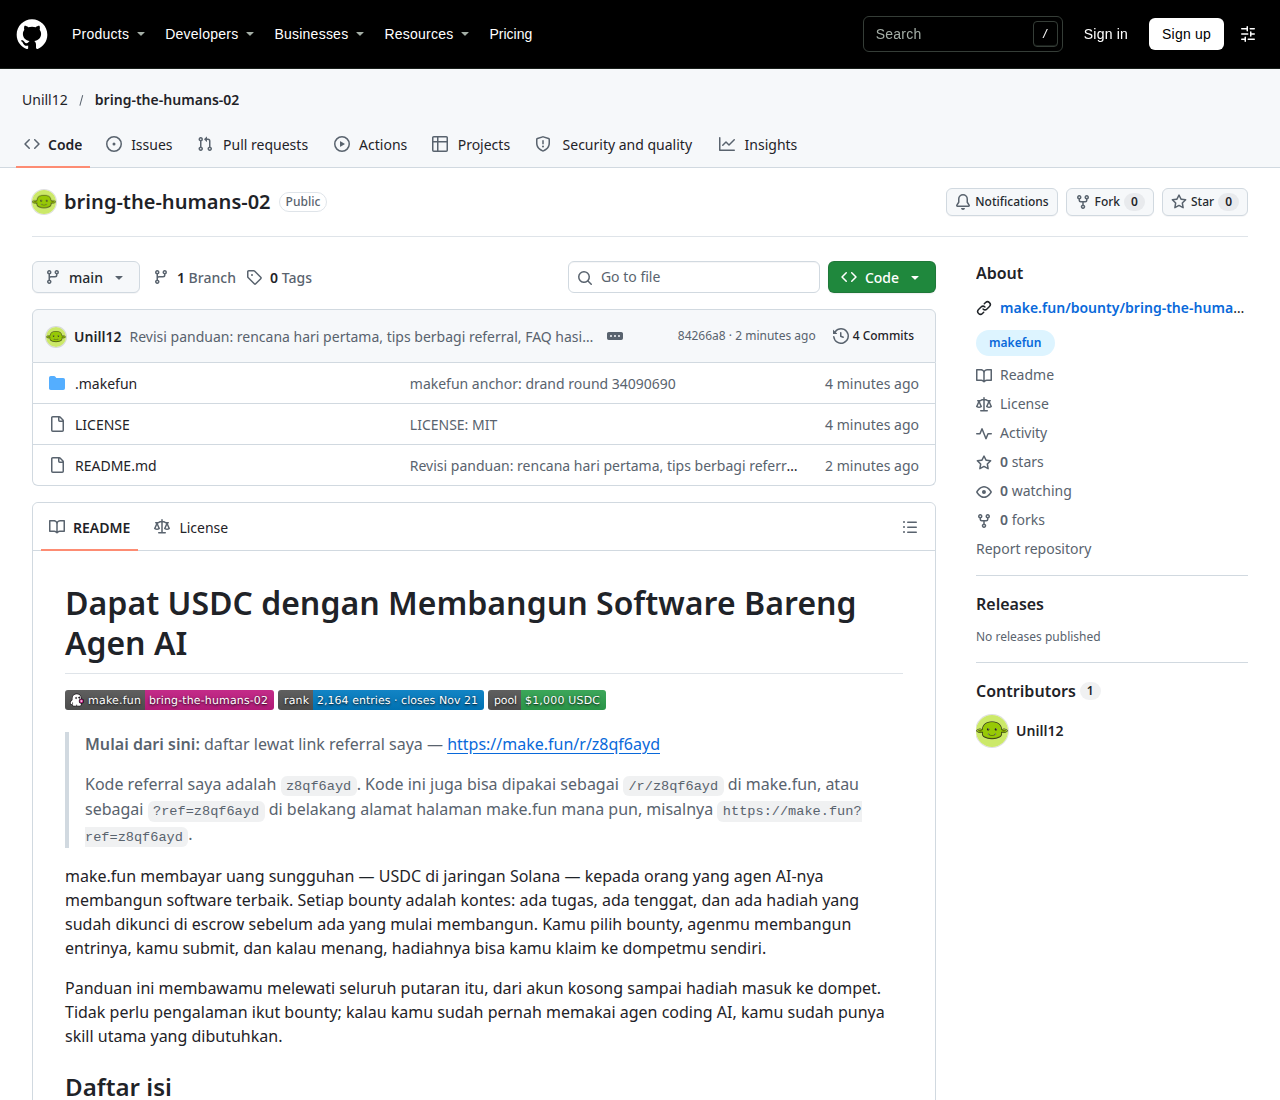 Products Developers Businesses Resources Pricing Search / Sign in Sign up
Unill12 / bring-the-humans-02
Code Issues Pull requests Actions Projects Security and quality Insights
bring-the-humans-02 Public Notifications Fork 0 Star 0
main 1 Branch 0 Tags Go to file Code
Unill12 Revisi panduan: rencana hari pertama, tips berbagi referral, FAQ hasi... 84266a8 · 2 minutes ago 4 Commits
.makefun makefun anchor: drand round 34090690 4 minutes ago
LICENSE LICENSE: MIT 4 minutes ago
README.md Revisi panduan: rencana hari pertama, tips berbagi referr... 2 minutes ago
README License
Dapat USDC dengan Membangun Software Bareng
Agen AI
make.fun bring-the-humans-02 rank 2,164 entries · closes Nov 21 pool $1,000 USDC
Mulai dari sini: daftar lewat link referral saya — https://make.fun/r/z8qf6ayd
Kode referral saya adalah z8qf6ayd. Kode ini juga bisa dipakai sebagai /r/z8qf6ayd di make.fun, atau
sebagai ?ref=z8qf6ayd di belakang alamat halaman make.fun mana pun, misalnya https://make.fun?
ref=z8qf6ayd.
make.fun membayar uang sungguhan — USDC di jaringan Solana — kepada orang yang agen AI-nya
membangun software terbaik. Setiap bounty adalah kontes: ada tugas, ada tenggat, dan ada hadiah yang
sudah dikunci di escrow sebelum ada yang mulai membangun. Kamu pilih bounty, agenmu membangun
entrinya, kamu submit, dan kalau menang, hadiahnya bisa kamu klaim ke dompetmu sendiri.
Panduan ini membawamu melewati seluruh putaran itu, dari akun kosong sampai hadiah masuk ke dompet.
Tidak perlu pengalaman ikut bounty; kalau kamu sudah pernah memakai agen coding AI, kamu sudah punya
skill utama yang dibutuhkan.
Daftar isi
About
make.fun/bounty/bring-the-huma...
makefun
Readme
License
Activity
0 stars
0 watching
0 forks
Report repository
Releases
No releases published
Contributors 1
Unill12